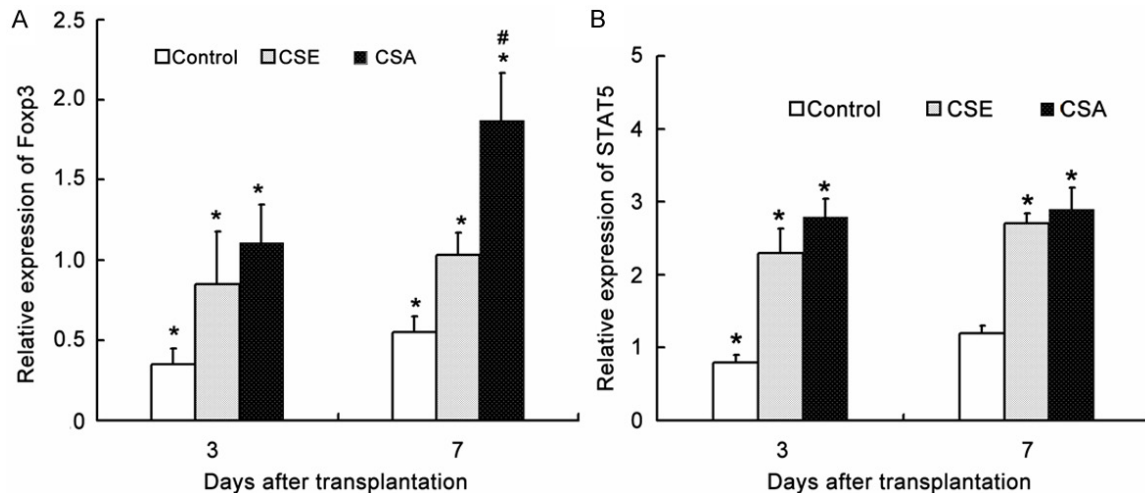 A
Relative expression of Foxp3
2.5
2.0
1.5
1.0
0.5
.0
Control CSE CSA
* * * * * # *
3 7
Days after transplantation
B
Relative expression of STAT5
5
4
3
2
1
0
Control CSE CSA
* * * * *
3 7
Days after transplantation